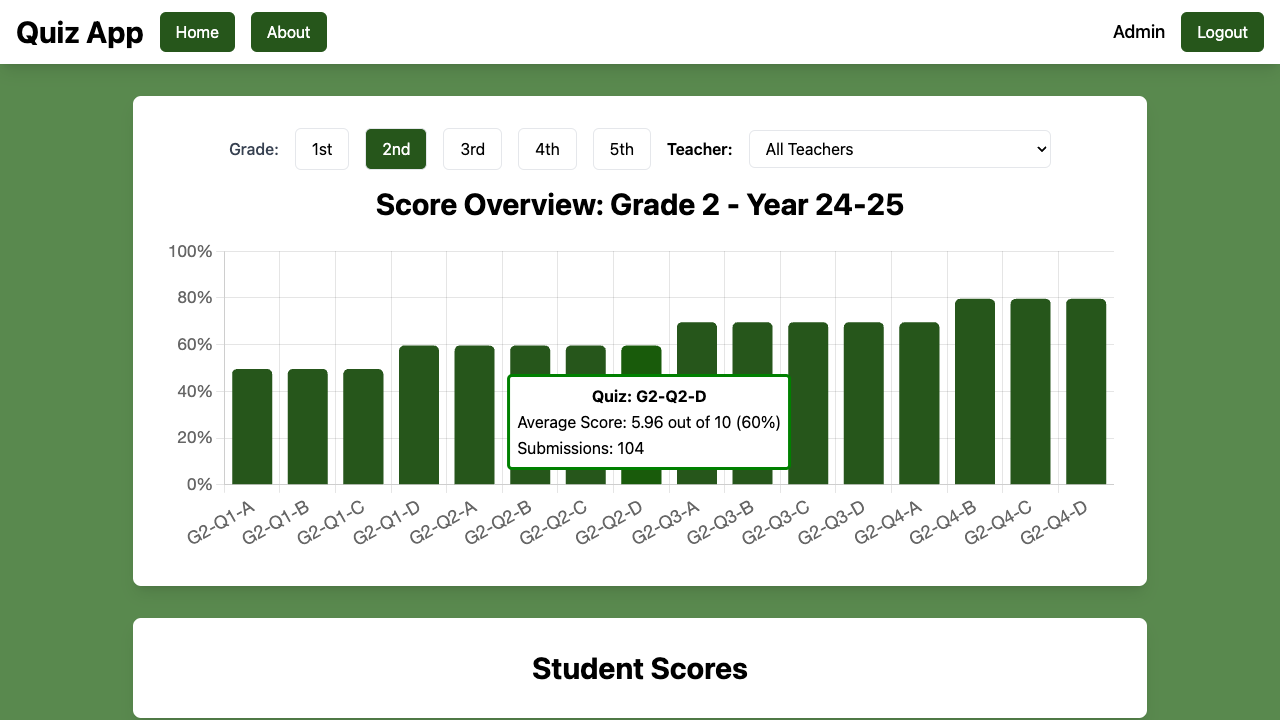 Quiz App Home About Admin Logout
Grade: 1st 2nd 3rd 4th 5th Teacher: All Teachers
Score Overview: Grade 2 - Year 24-25
100%
80%
60%
40%
20%
0%
Quiz: G2-Q2-D
Average Score: 5.96 out of 10 (60%)
Submissions: 104
G2-Q1-A G2-Q1-B G2-Q1-C G2-Q1-D G2-Q2-A G2-Q2-B G2-Q2-C G2-Q2-D G2-Q3-A G2-Q3-B G2-Q3-C G2-Q3-D G2-Q4-A G2-Q4-B G2-Q4-C G2-Q4-D
Student Scores